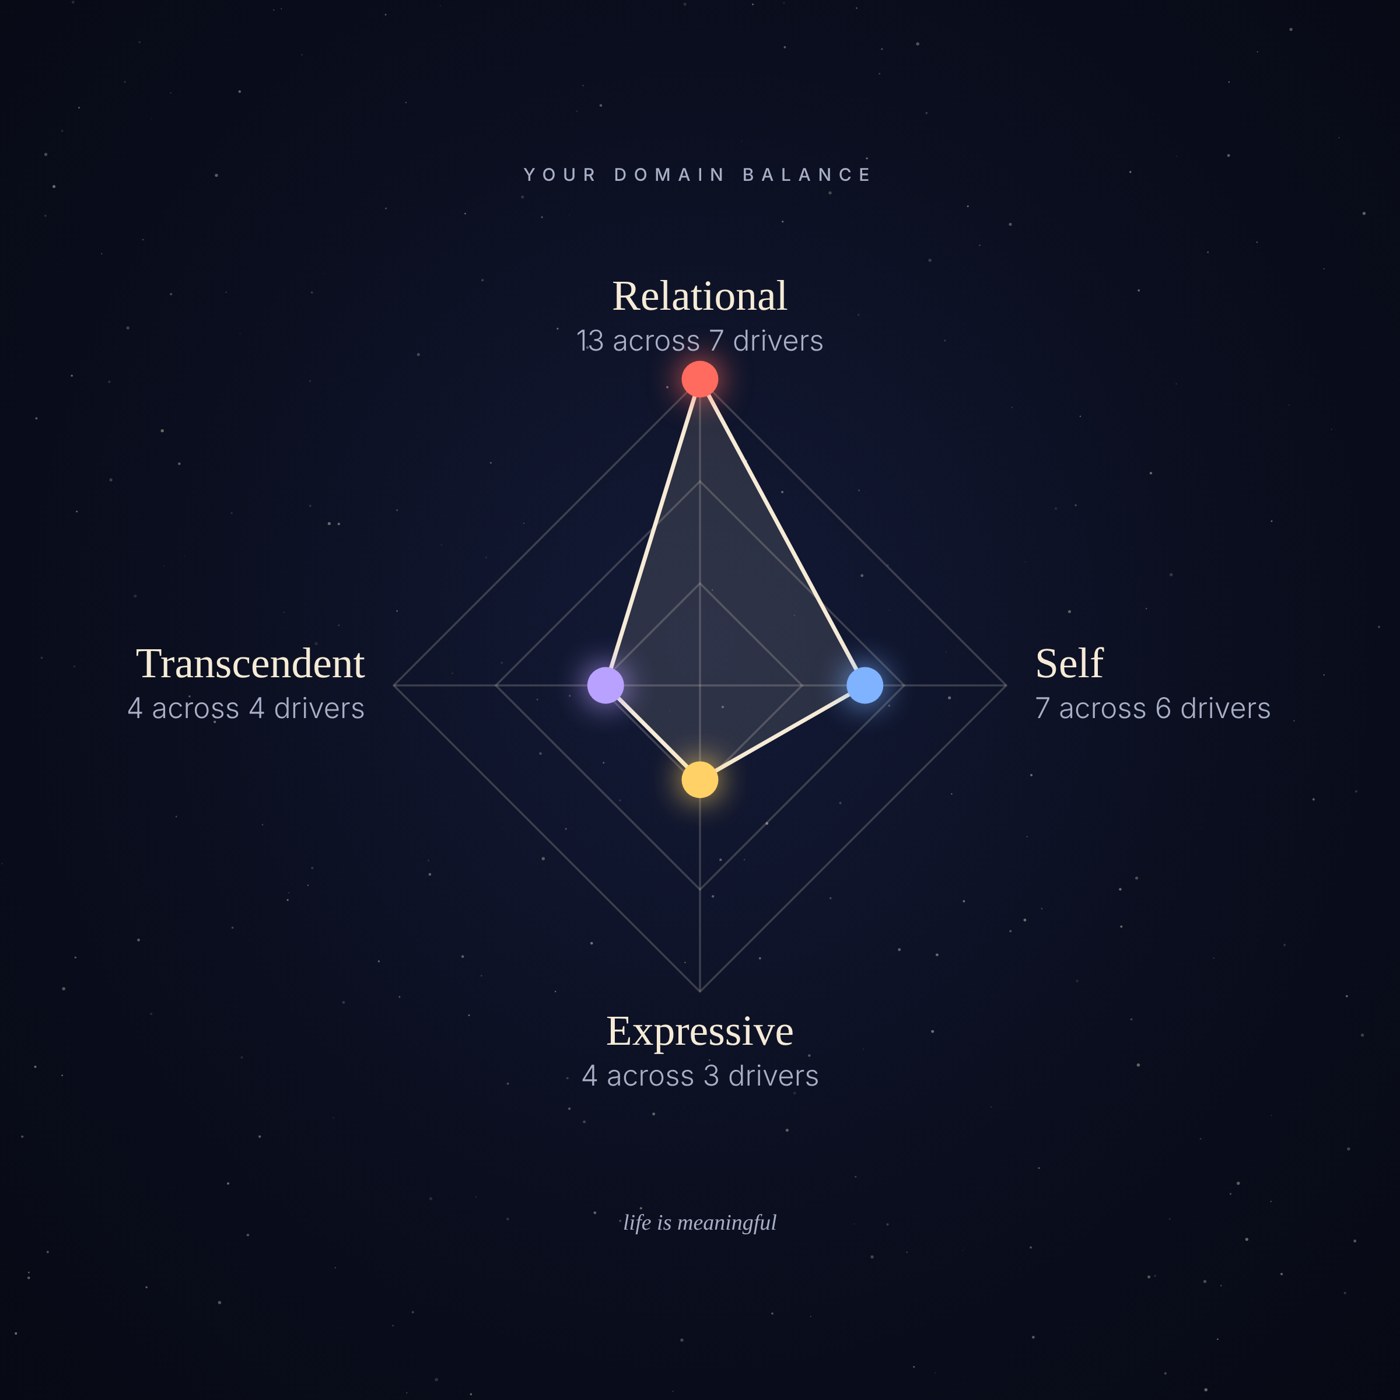 YOUR DOMAIN BALANCE
Relational
13 across 7 drivers
Transcendent
4 across 4 drivers
Self
7 across 6 drivers
Expressive
4 across 3 drivers
life is meaningful